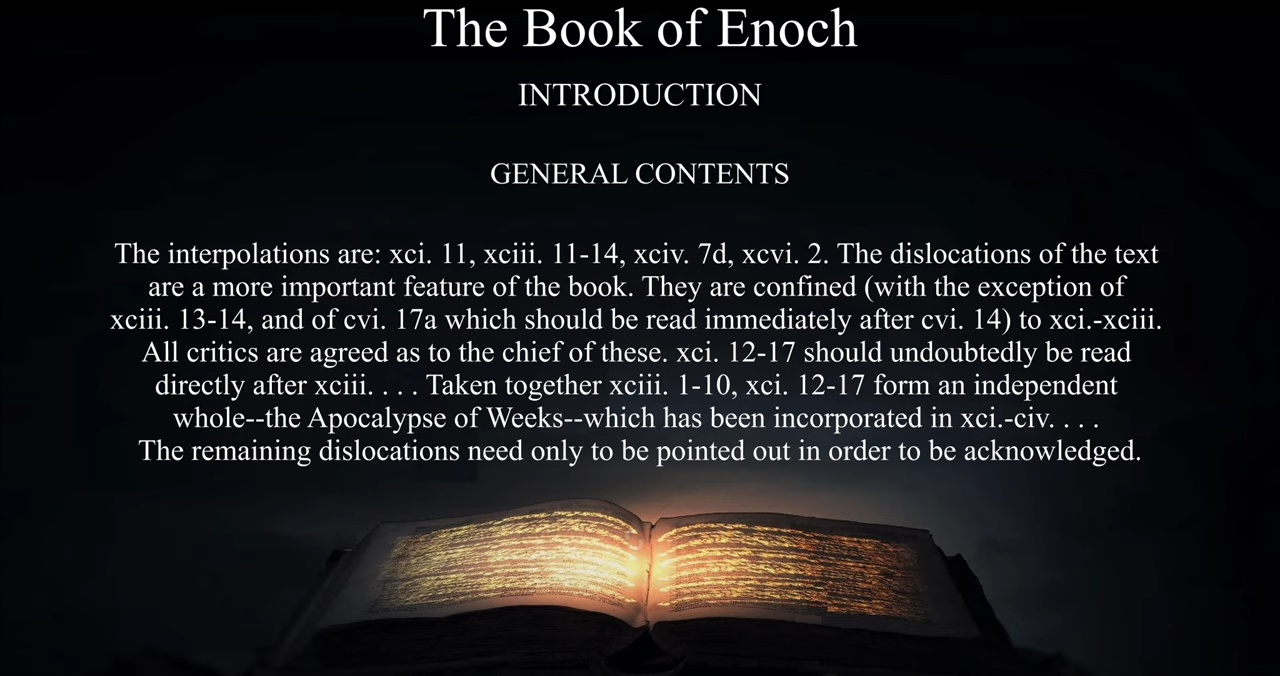 The Book of Enoch
INTRODUCTION
GENERAL CONTENTS
The interpolations are: xci. 11, xciii. 11-14, xciv. 7d, xcvi. 2. The dislocations of the text
are a more important feature of the book. They are confined (with the exception of
xciii. 13-14, and of cvi. 17a which should be read immediately after cvi. 14) to xci.-xciii.
All critics are agreed as to the chief of these. xci. 12-17 should undoubtedly be read
directly after xciii. . . . Taken together xciii. 1-10, xci. 12-17 form an independent
whole--the Apocalypse of Weeks--which has been incorporated in xci.-civ. . . .
The remaining dislocations need only to be pointed out in order to be acknowledged.